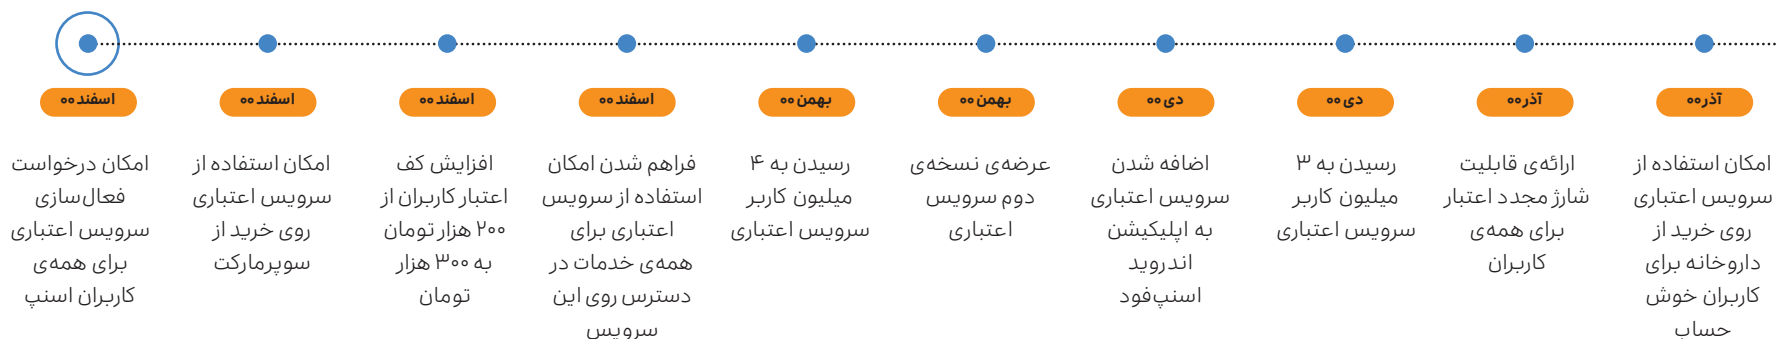 آذر ۰۰
امکان استفاده از
سرویس اعتباری
روی خرید از
داروخانه برای
کاربران خوش
حساب
آذر ۰۰
ارائه‌ی قابلیت
شارژ مجدد اعتبار
برای همه‌ی
کاربران
دی ۰۰
رسیدن به ۳
میلیون کاربر
سرویس اعتباری
دی ۰۰
اضافه شدن
سرویس اعتباری
به اپلیکیشن
اندروید
اسنپ‌فود
بهمن ۰۰
عرضه‌ی نسخه‌ی
دوم سرویس
اعتباری
بهمن ۰۰
رسیدن به ۴
میلیون کاربر
سرویس اعتباری
اسفند ۰۰
فراهم شدن امکان
استفاده از سرویس
اعتباری برای
همه‌ی خدمات در
دسترس روی این
سرویس
اسفند ۰۰
افزایش کف
اعتبار کاربران از
۲۰۰ هزار تومان
به ۳۰۰ هزار
تومان
اسفند ۰۰
امکان استفاده از
سرویس اعتباری
روی خرید از
سوپرمارکت
اسفند ۰۰
امکان درخواست
فعال‌سازی
سرویس اعتباری
برای همه‌ی
کاربران اسنپ